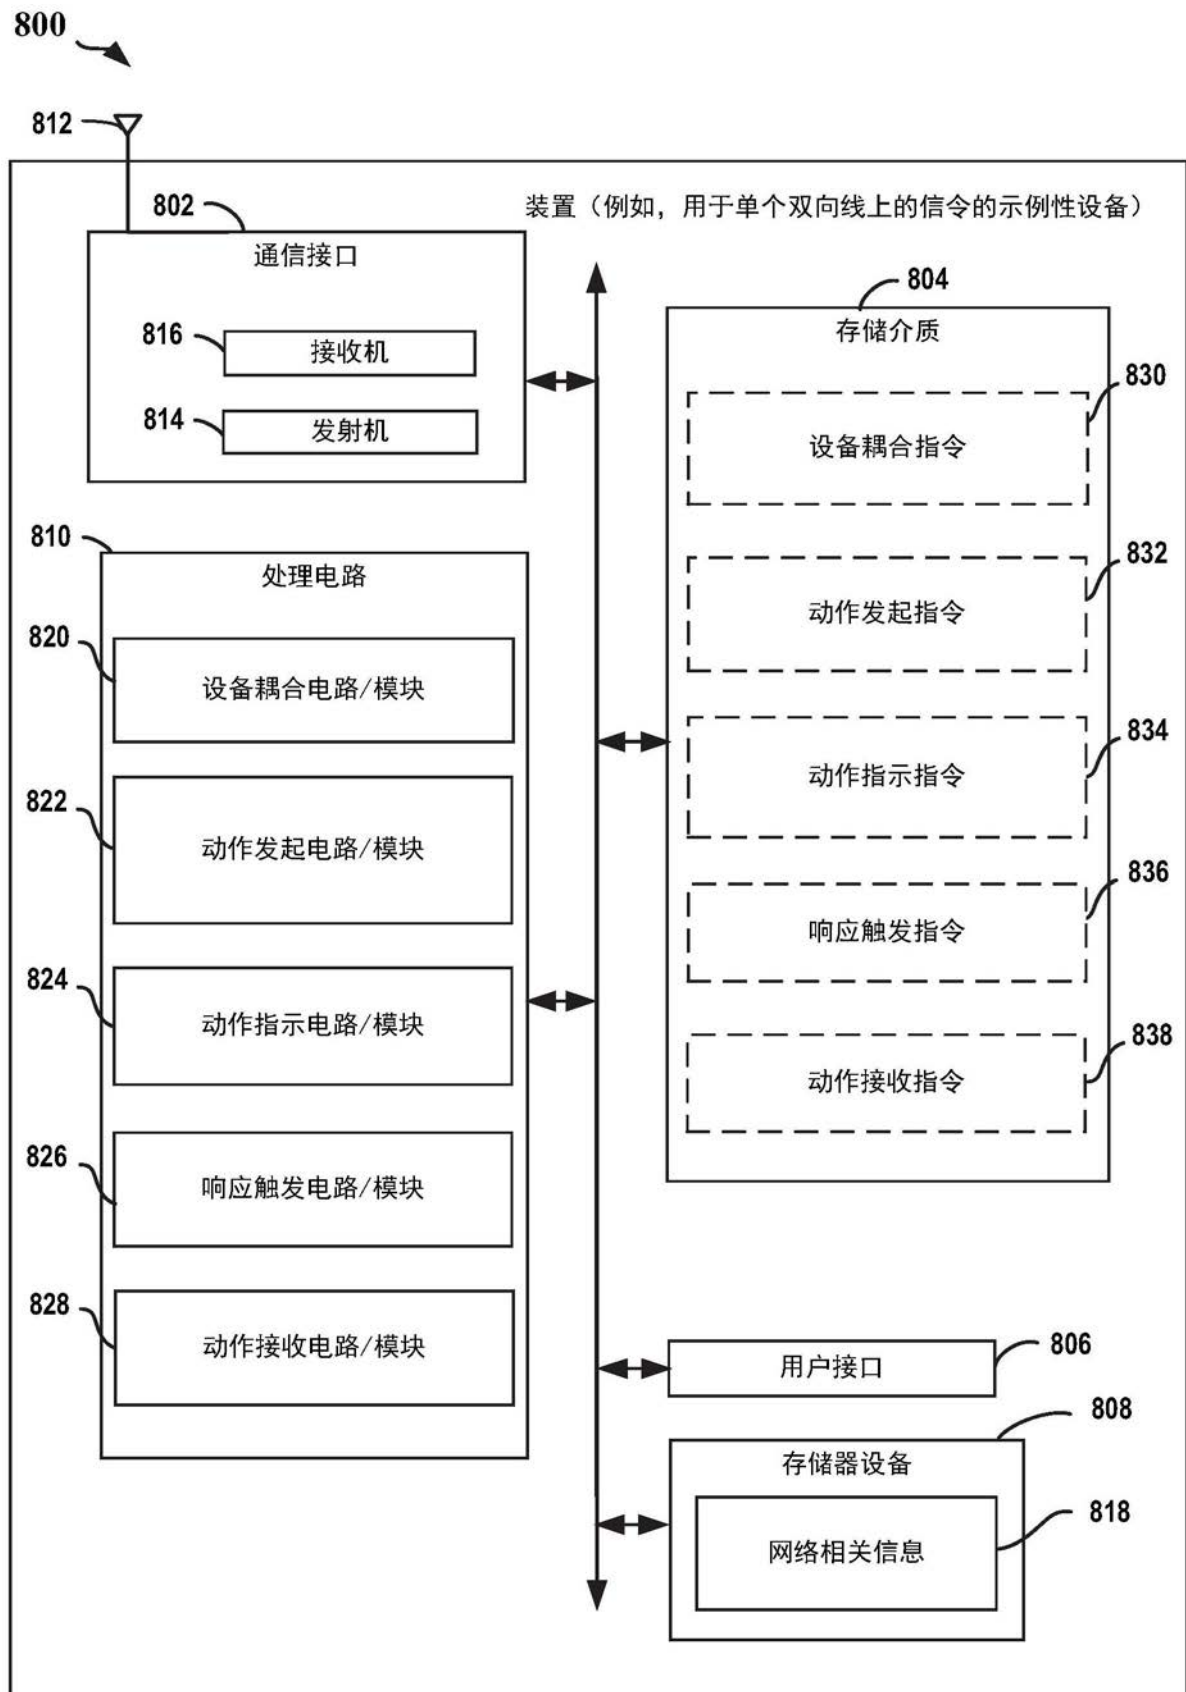 800
812
802
装置（例如，用于单个双向线上的信令的示例性设备）
通信接口
816
接收机
814
发射机
804
存储介质
830
设备耦合指令
832
动作发起指令
834
动作指示指令
836
响应触发指令
838
动作接收指令
810
处理电路
820
设备耦合电路/模块
822
动作发起电路/模块
824
动作指示电路/模块
826
响应触发电路/模块
828
动作接收电路/模块
806
用户接口
808
存储器设备
818
网络相关信息